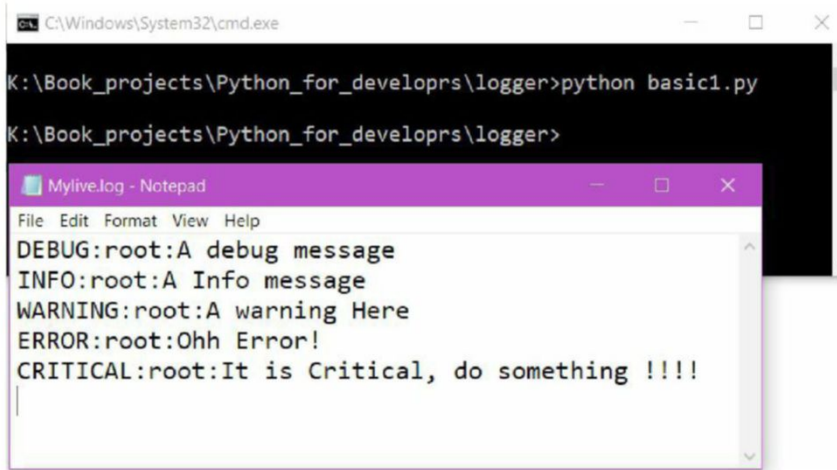 C:\Windows\System32\cmd.exe
K:\Book_projects\Python_for_developrs\logger>python basic1.py
K:\Book_projects\Python_for_developrs\logger>
Mylive.log - Notepad
File Edit Format View Help
DEBUG:root:A debug message
INFO:root:A Info message
WARNING:root:A warning Here
ERROR:root:Ohh Error!
CRITICAL:root:It is Critical, do something !!!!